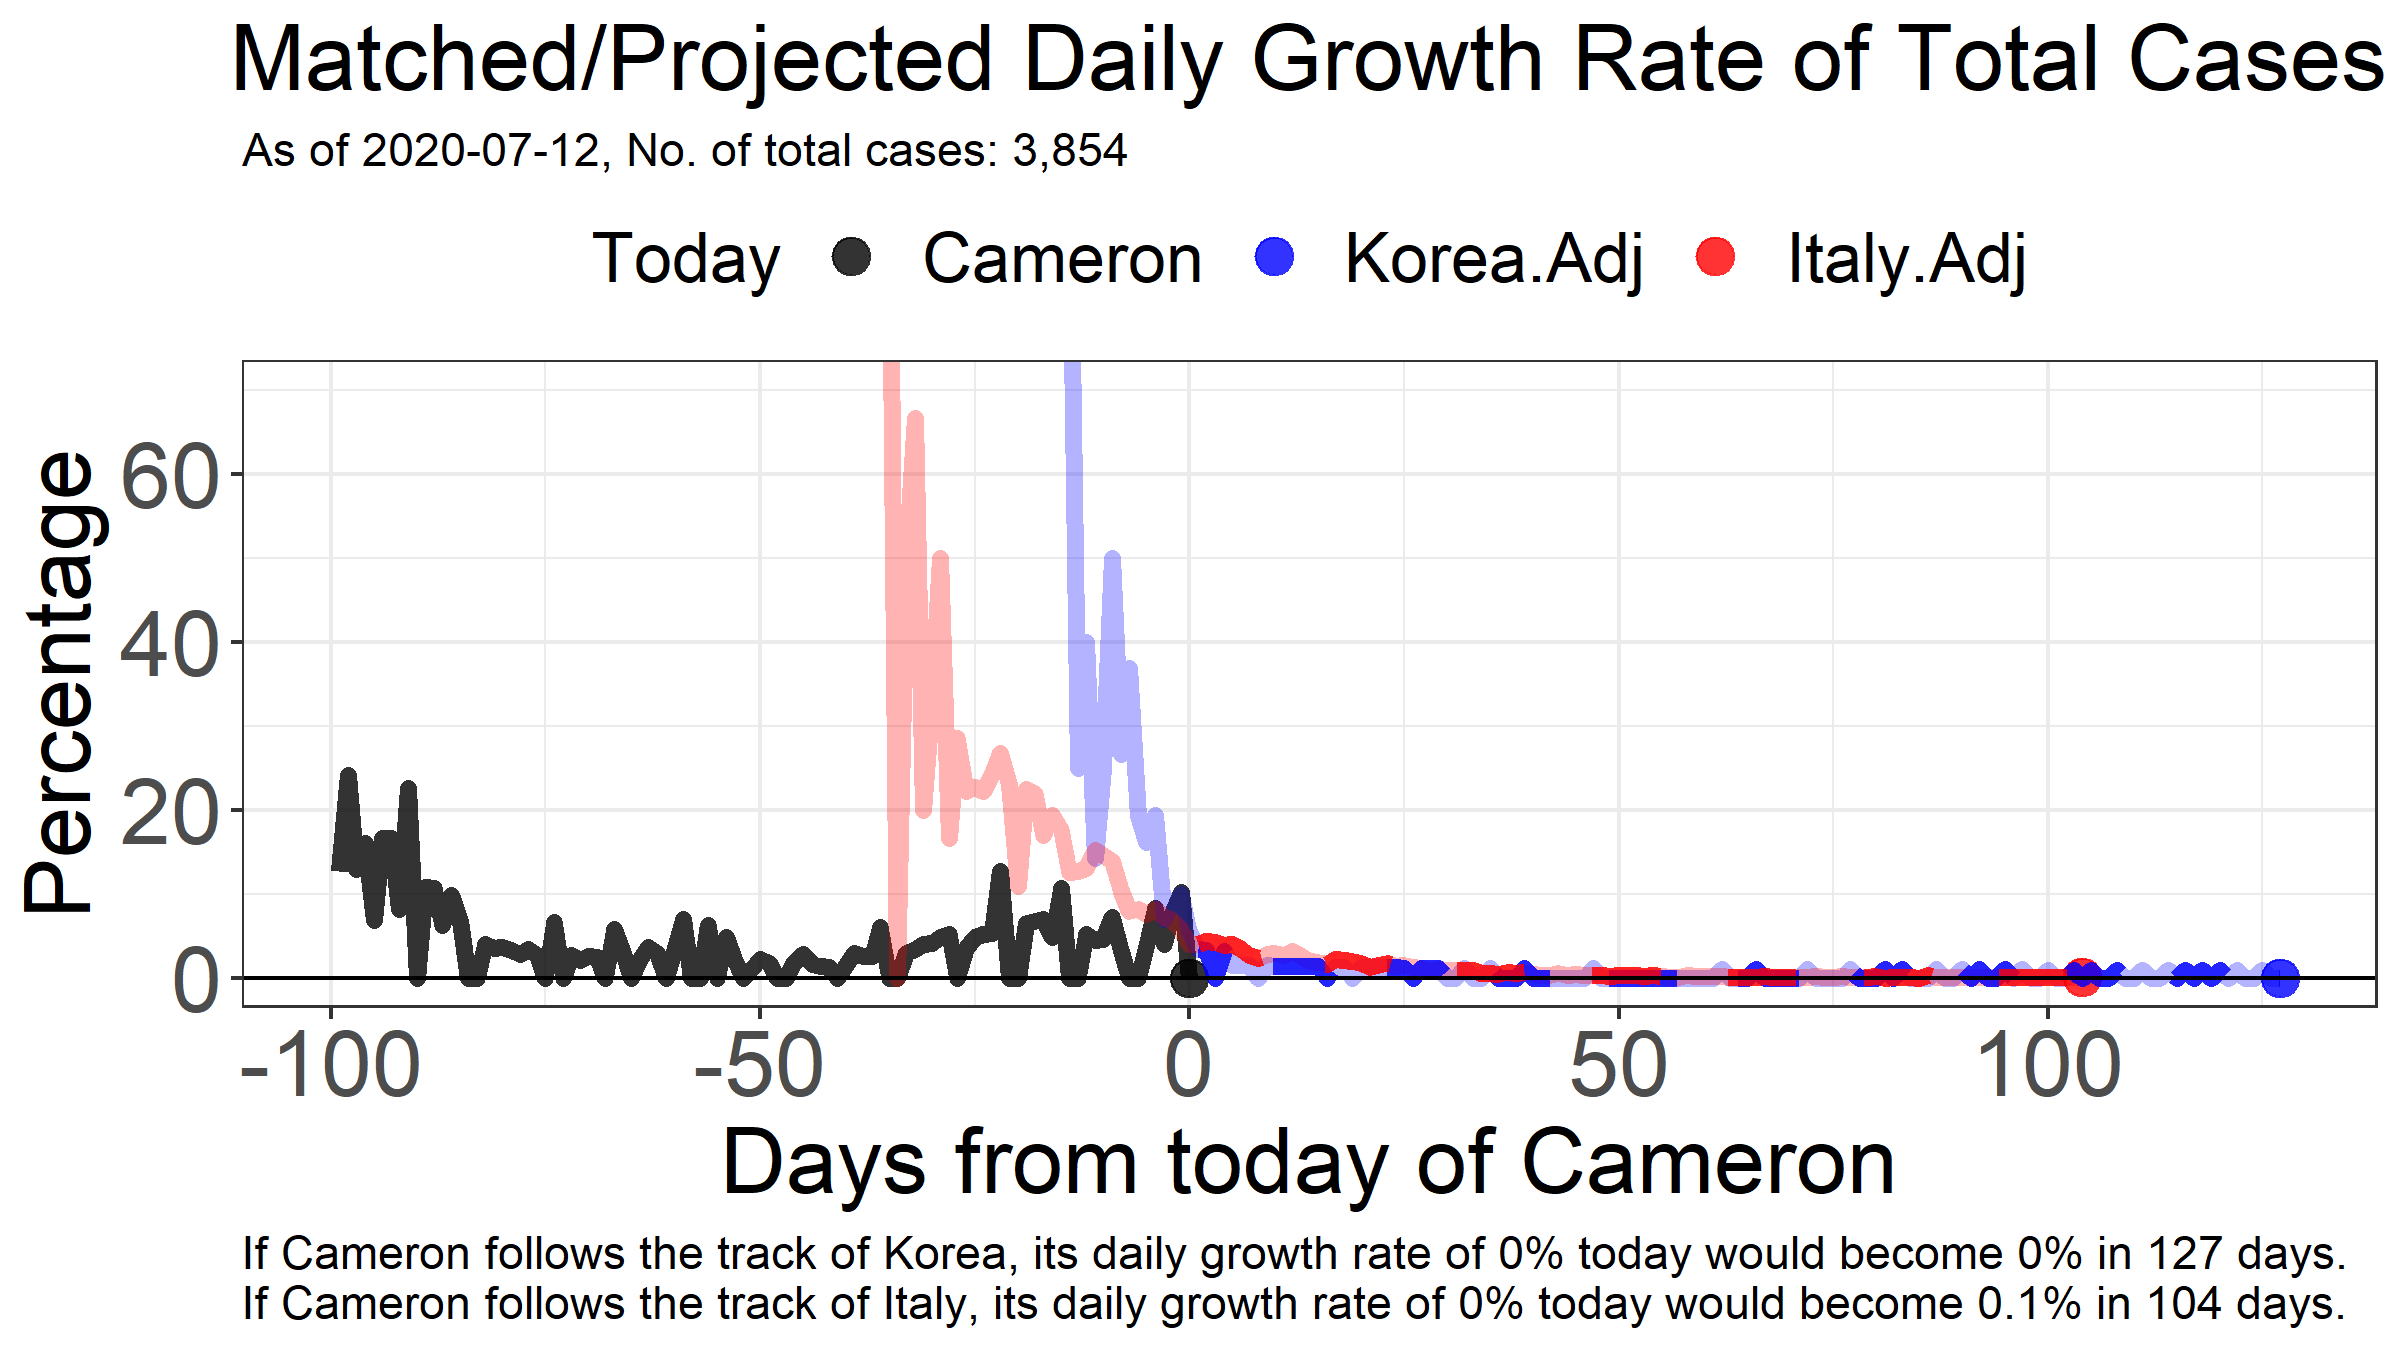 Matched/Projected Daily Growth Rate of Total Cases
As of 2020-07-12, No. of total cases: 3,854
Today Cameron Korea.Adj Italy.Adj
Percentage
60
40
20
0
-100 -50 0 50 100
Days from today of Cameron
If Cameron follows the track of Korea, its daily growth rate of 0% today would become 0% in 127 days.
If Cameron follows the track of Italy, its daily growth rate of 0% today would become 0.1% in 104 days.